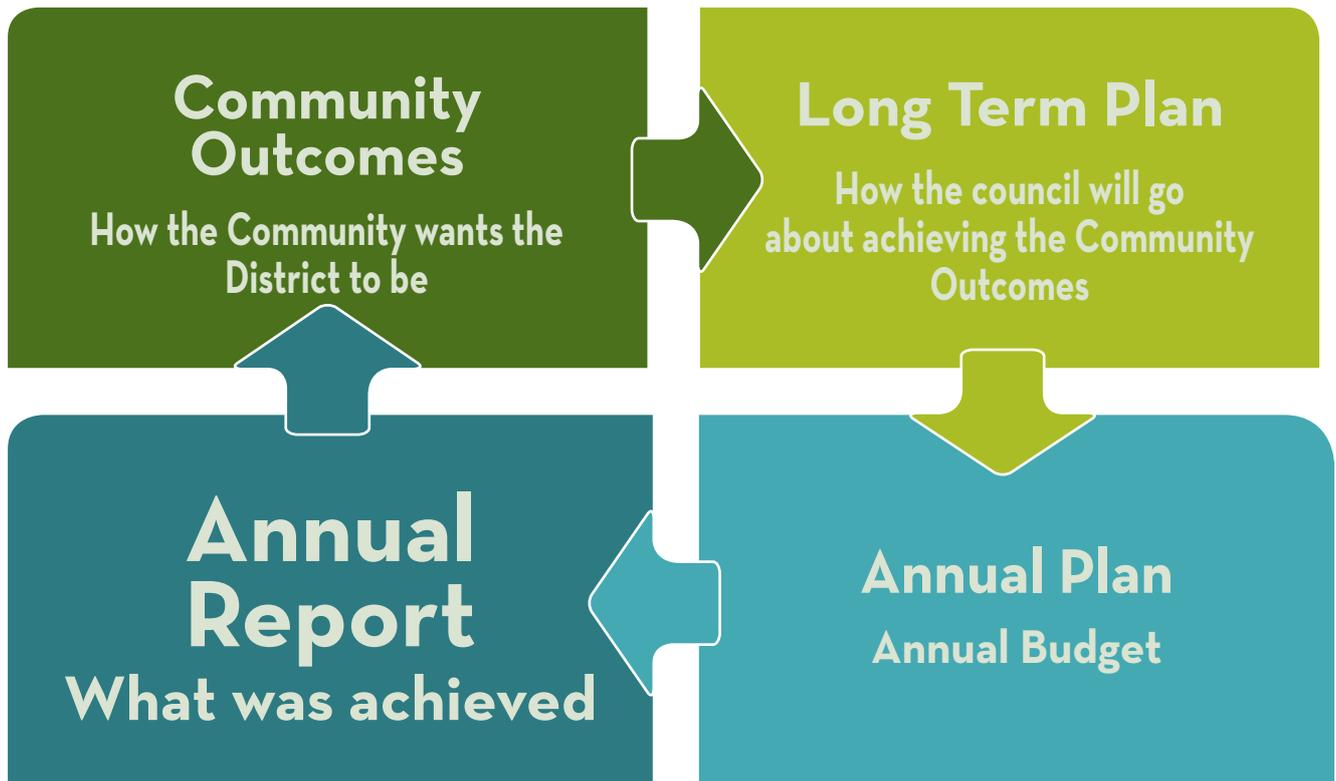 Community
Outcomes
How the Community wants the
District to be
Long Term Plan
How the council will go
about achieving the Community
Outcomes
Annual
Report
What was achieved
Annual Plan
Annual Budget